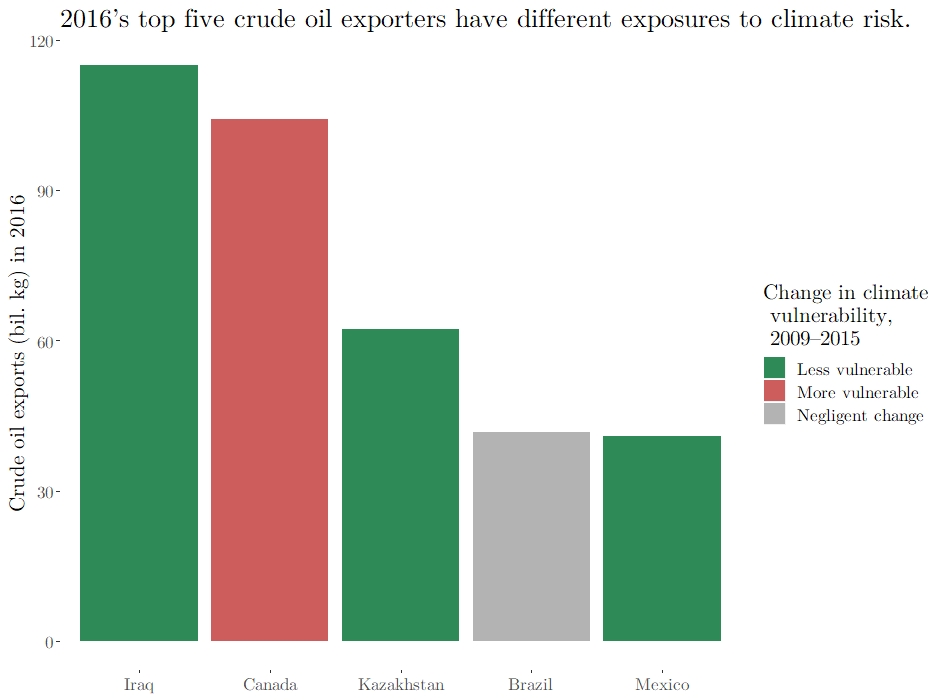 2016's top five crude oil exporters have different exposures to climate risk.
Crude oil exports (bil. kg) in 2016
120
90
60
30
0
Iraq
Canada
Kazakhstan
Brazil
Mexico
Change in climate
vulnerability,
2009–2015
Less vulnerable
More vulnerable
Negligent change